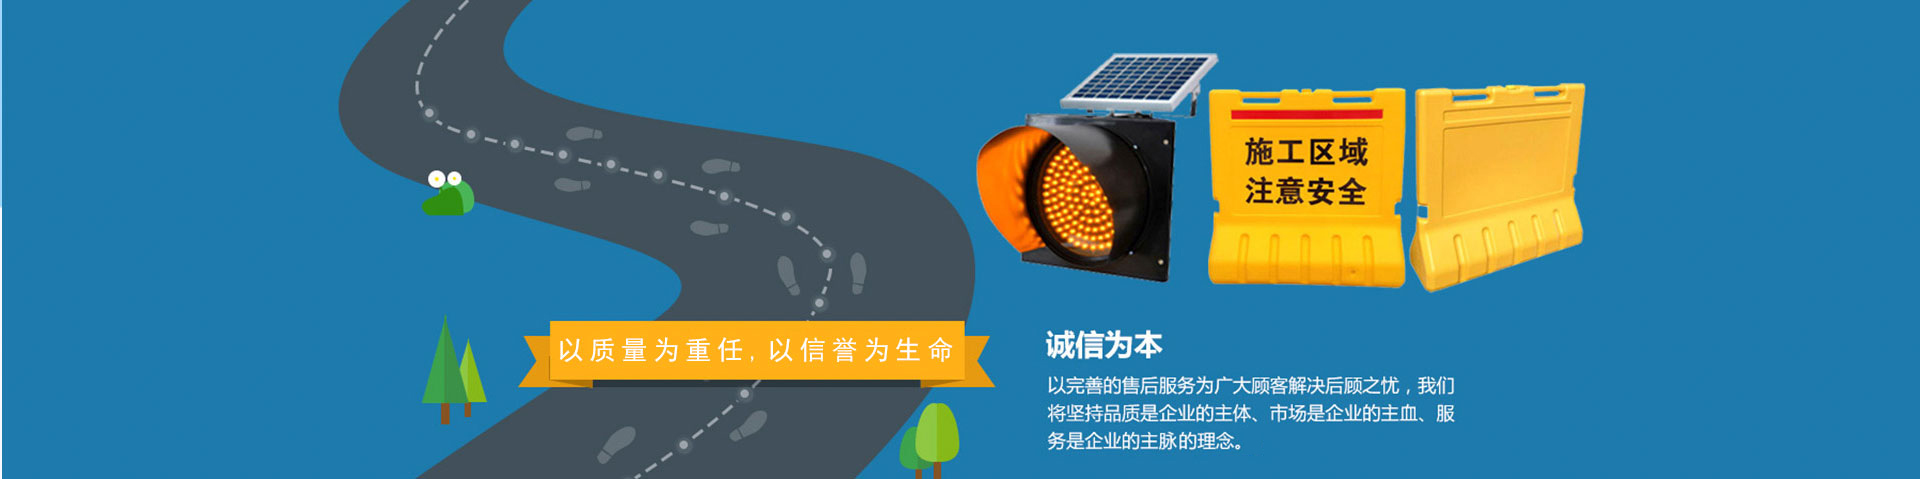 施工区域
注意安全
以质量为重任,以信誉为生命
诚信为本
以完善的售后服务为广大顾客解决后顾之忧，我们
将坚持品质是企业的主体、市场是企业的主血、服
务是企业的主脉的理念。